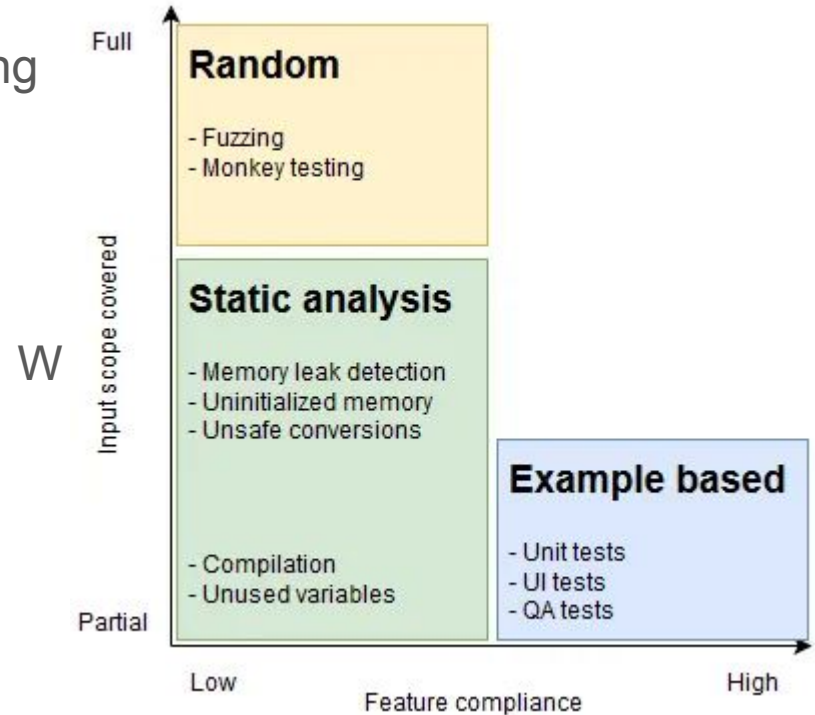 ng
W
Full
Random
- Fuzzing
- Monkey testing
Input scope covered
Static analysis
- Memory leak detection
- Uninitialized memory
- Unsafe conversions
- Compilation
- Unused variables
Example based
- Unit tests
- UI tests
- QA tests
Partial
Low
Feature compliance
High